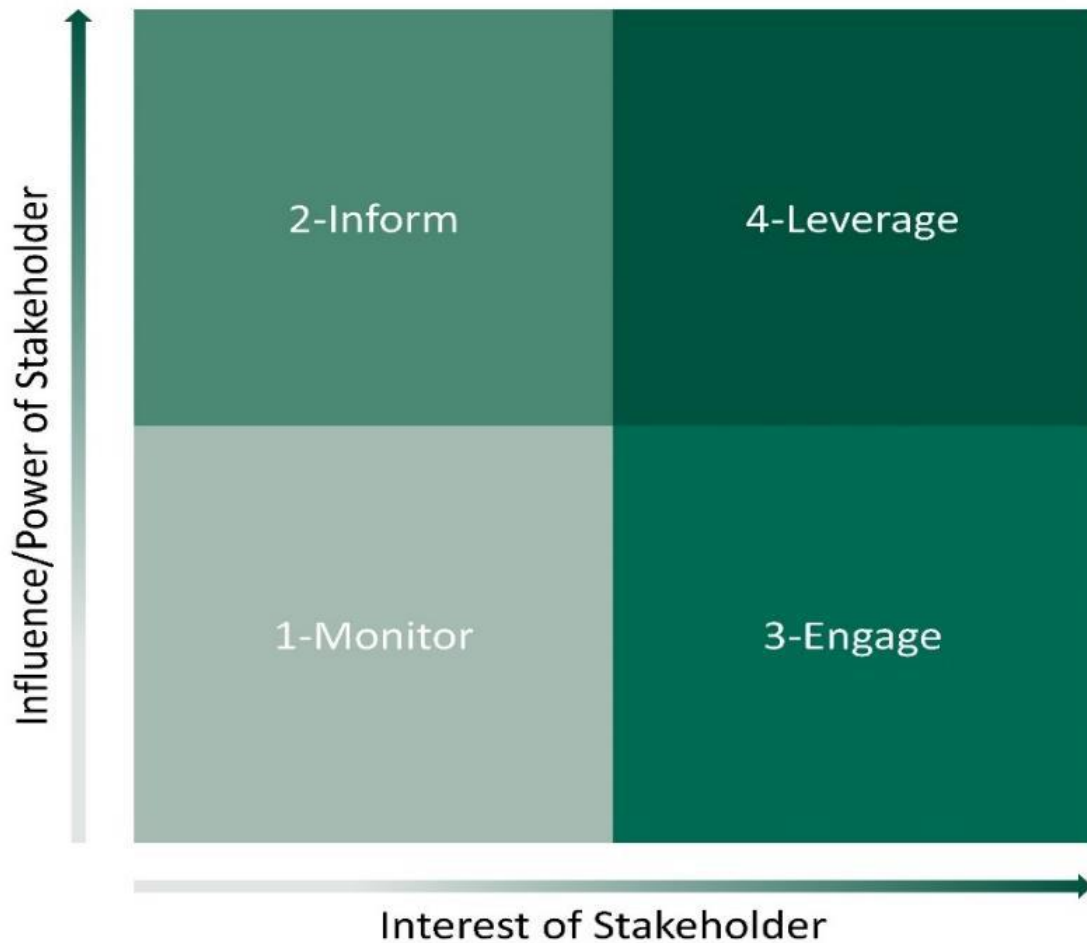 Influence/Power of Stakeholder
2-Inform
4-Leverage
1-Monitor
3-Engage
Interest of Stakeholder